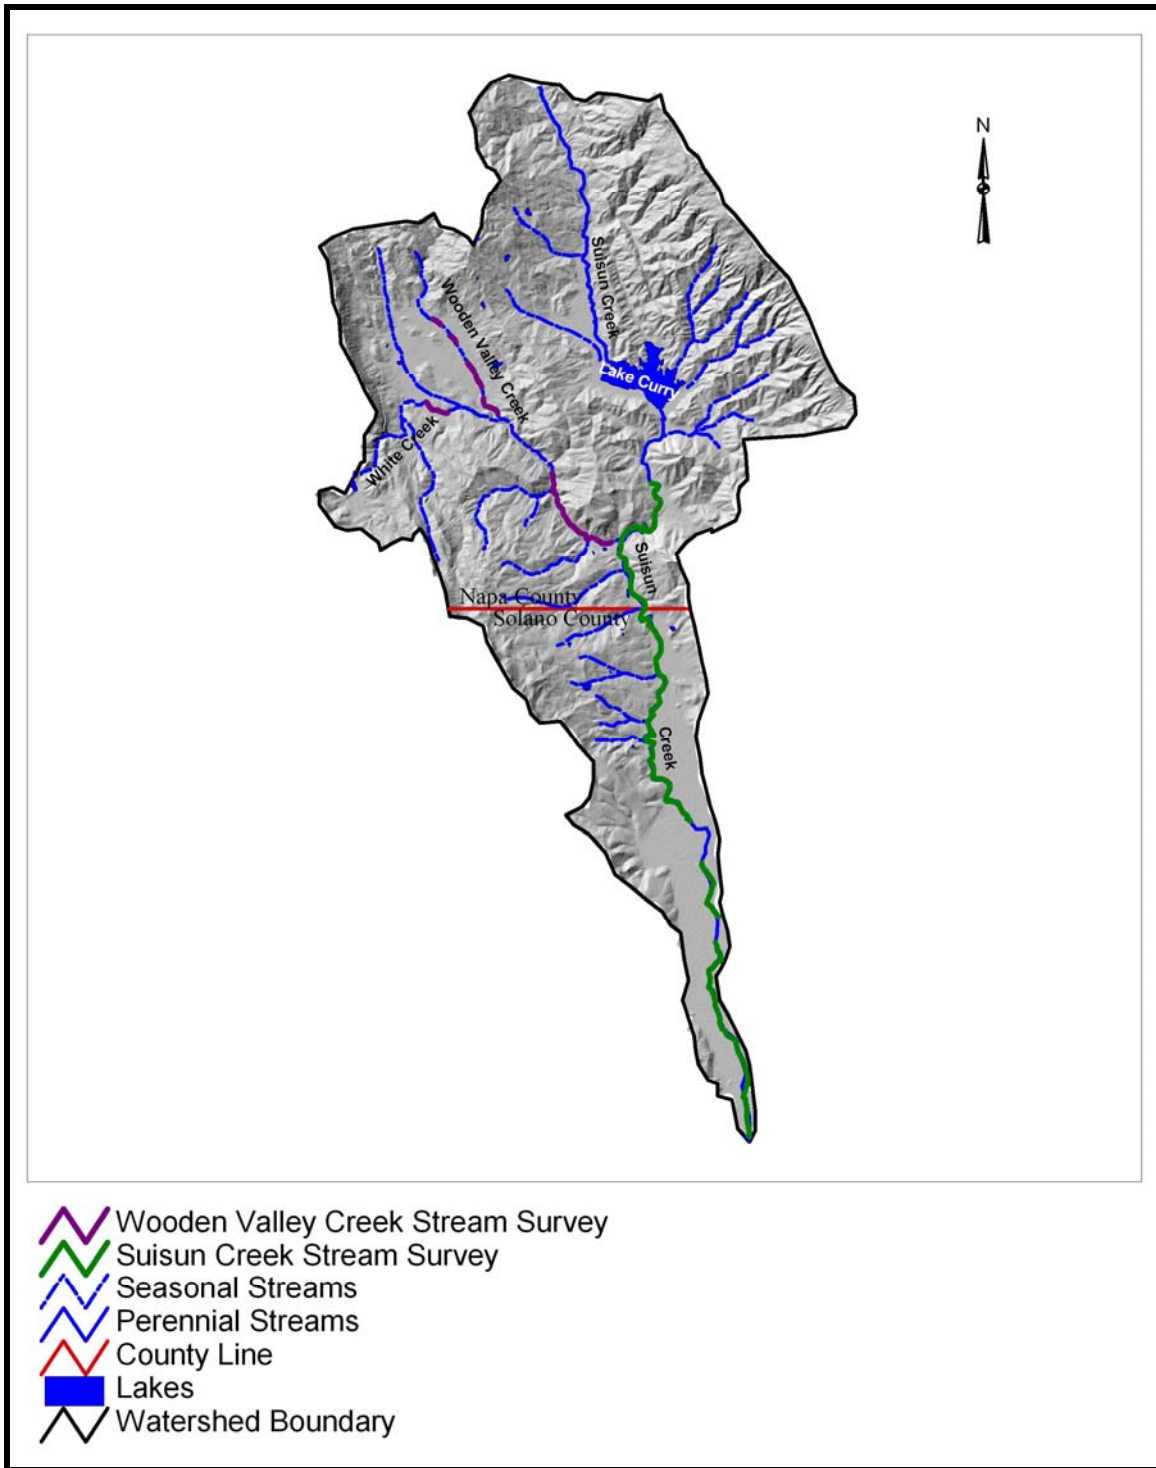 N
Suisun Creek
Wooden Valley Creek
Lake Curry
White Creek
Suisun
Napa County
Solano County
Creek
Wooden Valley Creek Stream Survey
Suisun Creek Stream Survey
Seasonal Streams
Perennial Streams
County Line
Lakes
Watershed Boundary